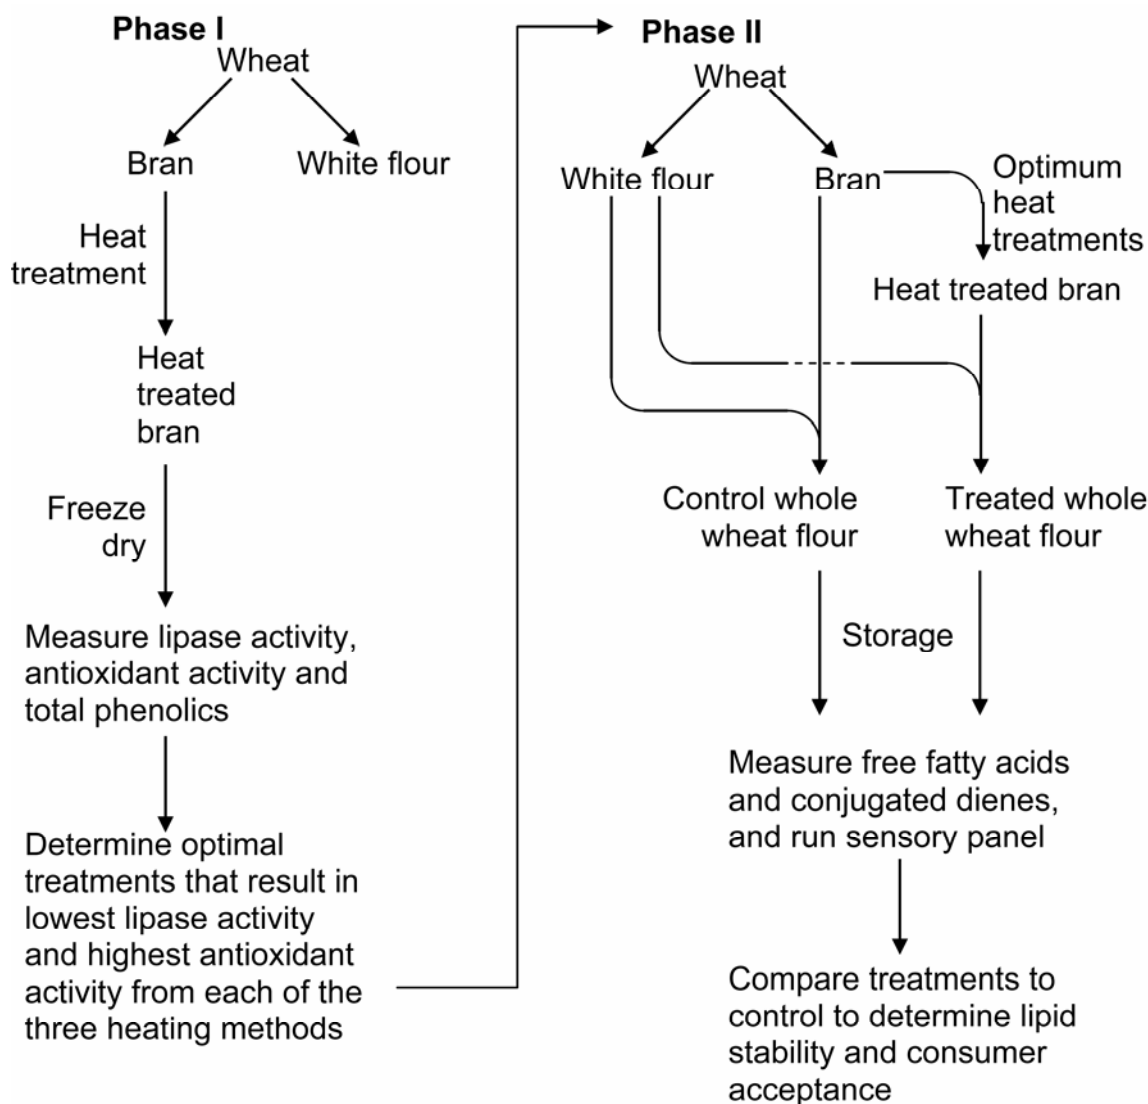 Phase I
Wheat
Bran
White flour
Heat
treatment
Heat
treated
bran
Freeze
dry
Measure lipase activity,
antioxidant activity and
total phenolics
Determine optimal
treatments that result in
lowest lipase activity
and highest antioxidant
activity from each of the
three heating methods
Phase II
Wheat
White flour
Bran
Optimum
heat
treatments
Heat treated bran
Control whole
wheat flour
Treated whole
wheat flour
Storage
Measure free fatty acids
and conjugated dienes,
and run sensory panel
Compare treatments to
control to determine lipid
stability and consumer
acceptance